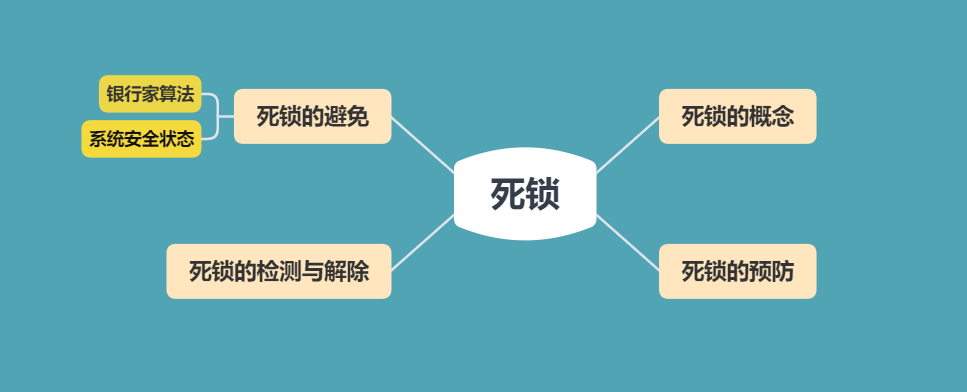 银行家算法
系统安全状态
死锁的避免
死锁的概念
死锁
死锁的检测与解除
死锁的预防